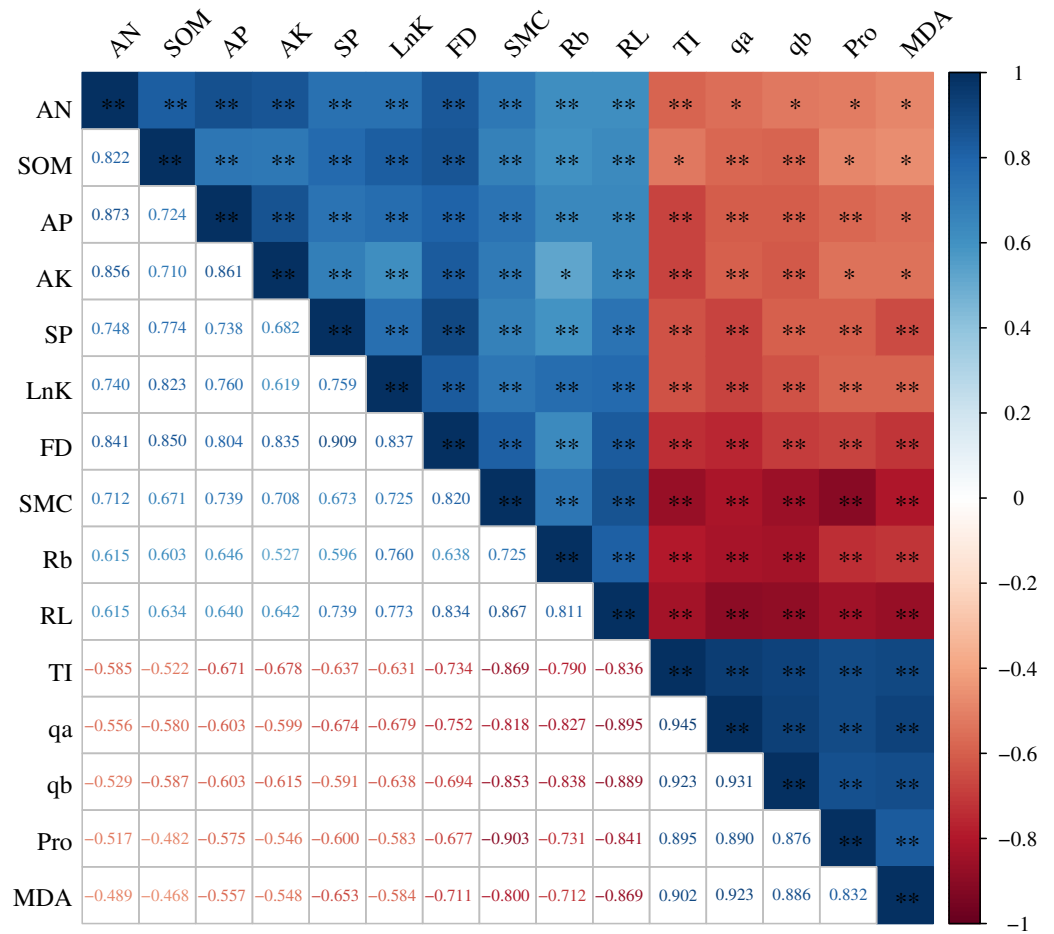 AN SOM AP AK SP LnK FD SMC Rb RL TI qa qb Pro MDA
1
AN ** ** ** ** ** ** ** ** ** ** ** * * * *
SOM 0.822 ** ** ** ** ** ** ** ** ** * ** ** * *
0.8
AP 0.873 0.724 ** ** ** ** ** ** ** ** ** ** ** ** *
0.6
AK 0.856 0.710 0.861 ** ** ** ** ** * ** ** ** ** * *
SP 0.748 0.774 0.738 0.682 ** ** ** ** ** ** ** ** ** ** **
0.4
LnK 0.740 0.823 0.760 0.619 0.759 ** ** ** ** ** ** ** ** ** **
0.2
FD 0.841 0.850 0.804 0.835 0.909 0.837 ** ** ** ** ** ** ** ** **
SMC 0.712 0.671 0.739 0.708 0.673 0.725 0.820 ** ** ** ** ** ** ** **
0
Rb 0.615 0.603 0.646 0.527 0.596 0.760 0.638 0.725 ** ** ** ** ** ** **
−0.2
RL 0.615 0.634 0.640 0.642 0.739 0.773 0.834 0.867 0.811 ** ** ** ** ** **
TI −0.585 −0.522 −0.671 −0.678 −0.637 −0.631 −0.734 −0.869 −0.790 −0.836 ** ** ** ** **
−0.4
qa −0.556 −0.580 −0.603 −0.599 −0.674 −0.679 −0.752 −0.818 −0.827 −0.895 0.945 ** ** ** **
−0.6
qb −0.529 −0.587 −0.603 −0.615 −0.591 −0.638 −0.694 −0.853 −0.838 −0.889 0.923 0.931 ** ** **
Pro −0.517 −0.482 −0.575 −0.546 −0.600 −0.583 −0.677 −0.903 −0.731 −0.841 0.895 0.890 0.876 ** **
−0.8
MDA −0.489 −0.468 −0.557 −0.548 −0.653 −0.584 −0.711 −0.800 −0.712 −0.869 0.902 0.923 0.886 0.832 **
−1